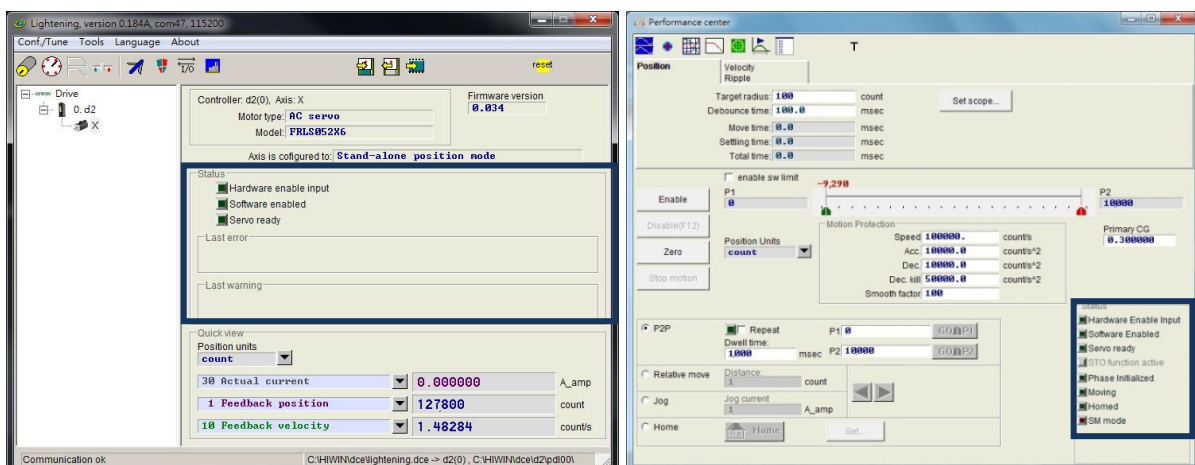 Lightening, version 0.184A, com47, 115200
Conf./Tune Tools Language About
I/O
reset
Drive
0. d2
X
Controller: d2(0), Axis: X
Firmware version
0.034
Motor type: AC servo
Model: FRLS052X6
Axis is cofigured to: Stand-alone position mode
Status
Hardware enable input
Software enabled
Servo ready
Last error
Last warning
Quick view
Position units
count
30 Actual current 0.000000 A_amp
1 Feedback position 127800 count
10 Feedback velocity 1.48284 count/s
Communication ok C:\HIWIN\dce\lightening.dce -> d2(0) , C:\HIWIN\dce\d2\pdl00\
Performance center
T
Position
Velocity
Ripple
Target radius: 100 count
Set scope...
Debounce time: 100.0 msec
Move time: 0.0 msec
Settling time: 0.0 msec
Total time: 0.0 msec
enable sw limit
-9,290
P1
0
P2
10000
Enable
Disable(F12)
Zero
Stop motion
Position Units
count
Motion Protection
Speed 100000. count/s
Acc. 10000.0 count/s^2
Dec. 10000.0 count/s^2
Dec. kill 50000.0 count/s^2
Smooth factor 100
Primary CG
0.300000
P2P
Repeat
Dwell time:
1,000 msec
P1 0 GO P1
P2 10000 GO P2
Relative move
Distance:
1 count
Jog
Jog current
1 A_amp
Home
Home
Set...
Status
Hardware Enable Input
Software Enabled
Servo ready
STO function active
Phase Initialized
Moving
Homed
SM mode